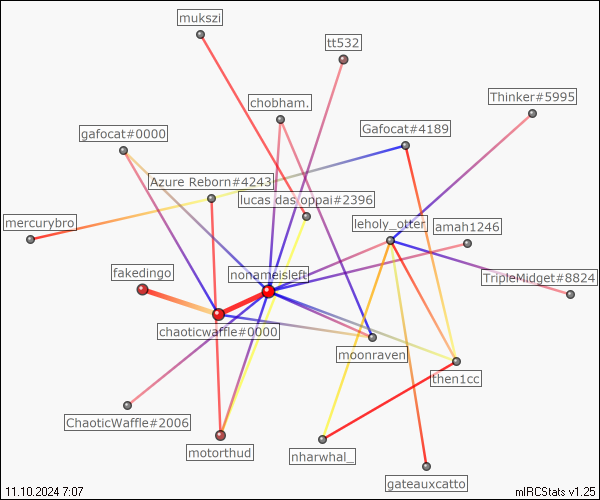 mukszi
tt532
Thinker#5995
chobham.
Gafocat#4189
gafocat#0000
Azure Reborn#4243
lucas das oppai#2396
mercurybro
leholy_otter
amah1246
fakedingo
nonameisleft
TripleMidget#8824
chaoticwaffle#0000
moonraven
then1cc
ChaoticWaffle#2006
motorthud
nharwhal_
gateauxcatto
11.10.2024 7:07
mIRCStats v1.25